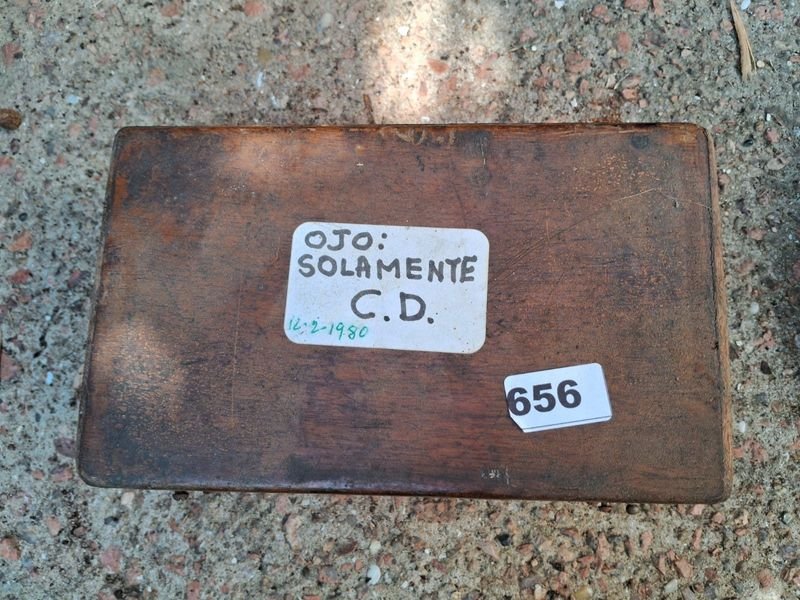 OJO:
SOLAMENTE
C.D.
12-2-1980
656